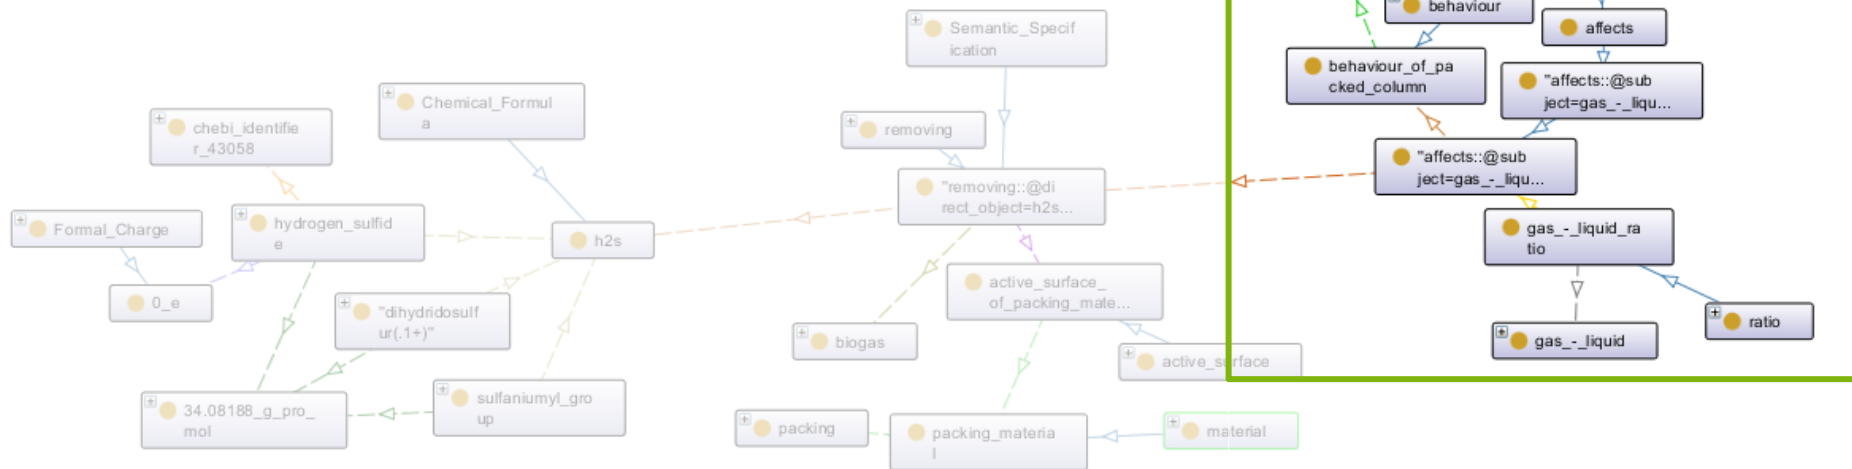 behaviour
affects
Semantic_Specif
ication
behaviour_of_pa
cked_column
"affects::@sub
ject=gas_-_liqu...
Chemical_Formul
a
chebi_identifie
r_43058
removing
"affects::@sub
ject=gas_-_liqu...
"removing::@di
rect_object=h2s...
Formal_Charge
hydrogen_sulfid
e
h2s
gas_-_liquid_ra
tio
0_e
"dihydridosulf
ur(.1+)"
active_surface_
of_packing_mate...
biogas
active_surface
gas_-_liquid
ratio
34.08188_g_pro_
mol
sulfaniumyl_gro
up
packing
packing_materia
l
material